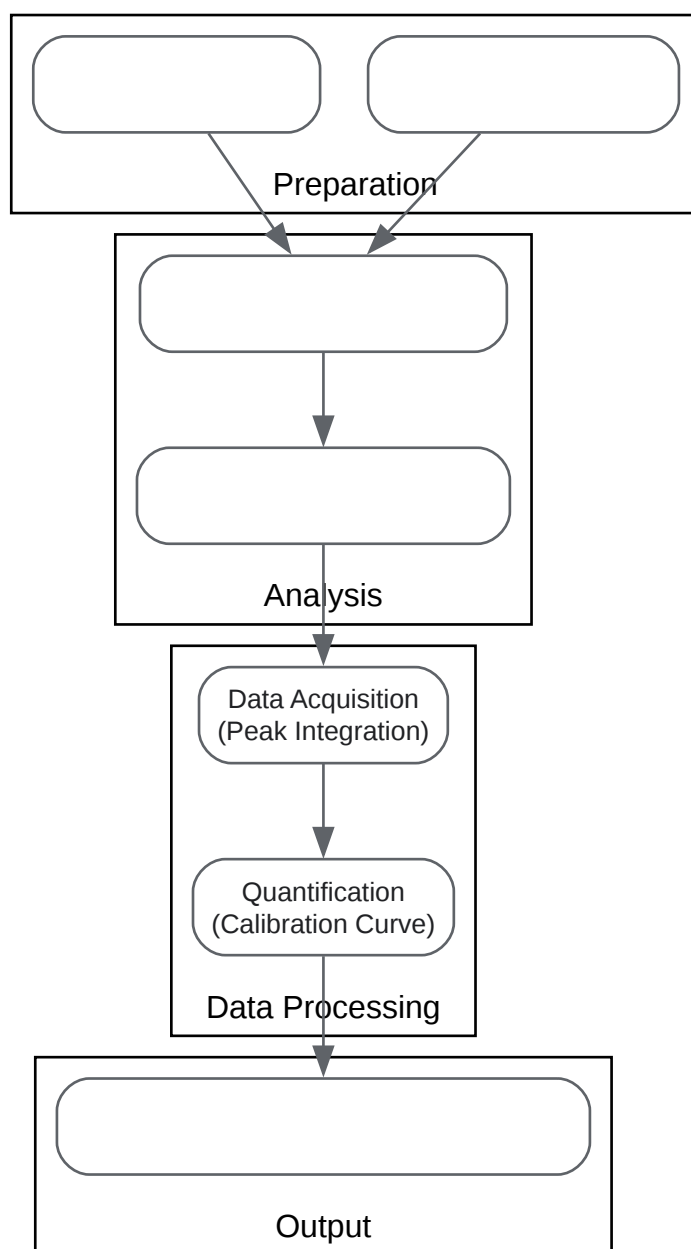 Preparation
Analysis
Data Acquisition
(Peak Integration)
Quantification
(Calibration Curve)
Data Processing
Output